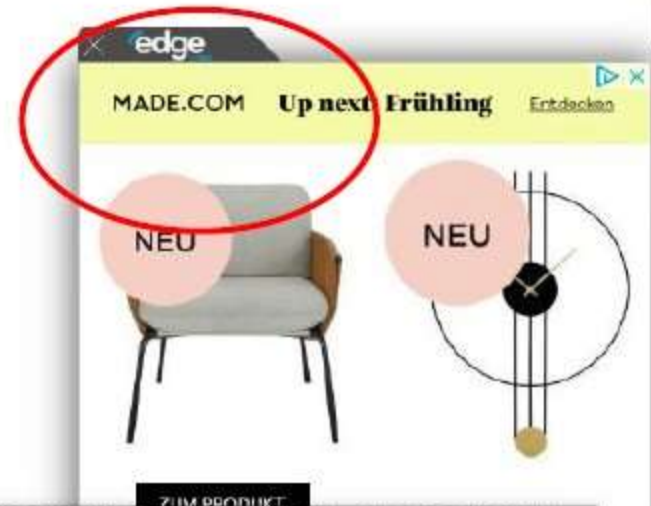 edge
MADE.COM Up next: Frühling Entdecken
NEU
NEU
ZUM PRODUKT